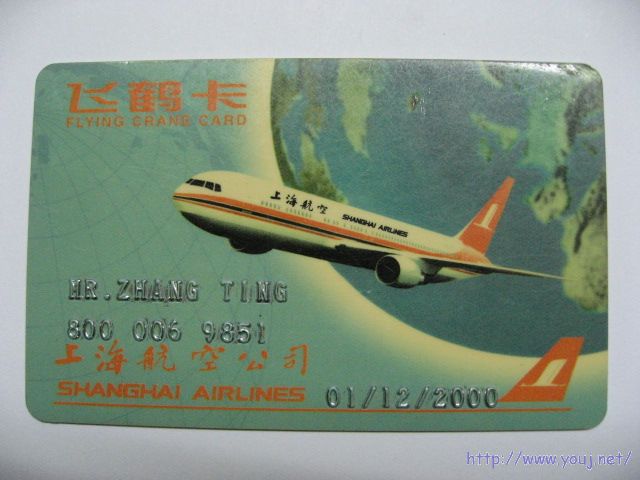 飞鹤卡
FLYING CRANE CARD
上海航空 SHANGHAI AIRLINES
MR.ZHANG TING
800 006 9851
上海航空公司
SHANGHAI AIRLINES 01/12/2000
http://www.youj.net/